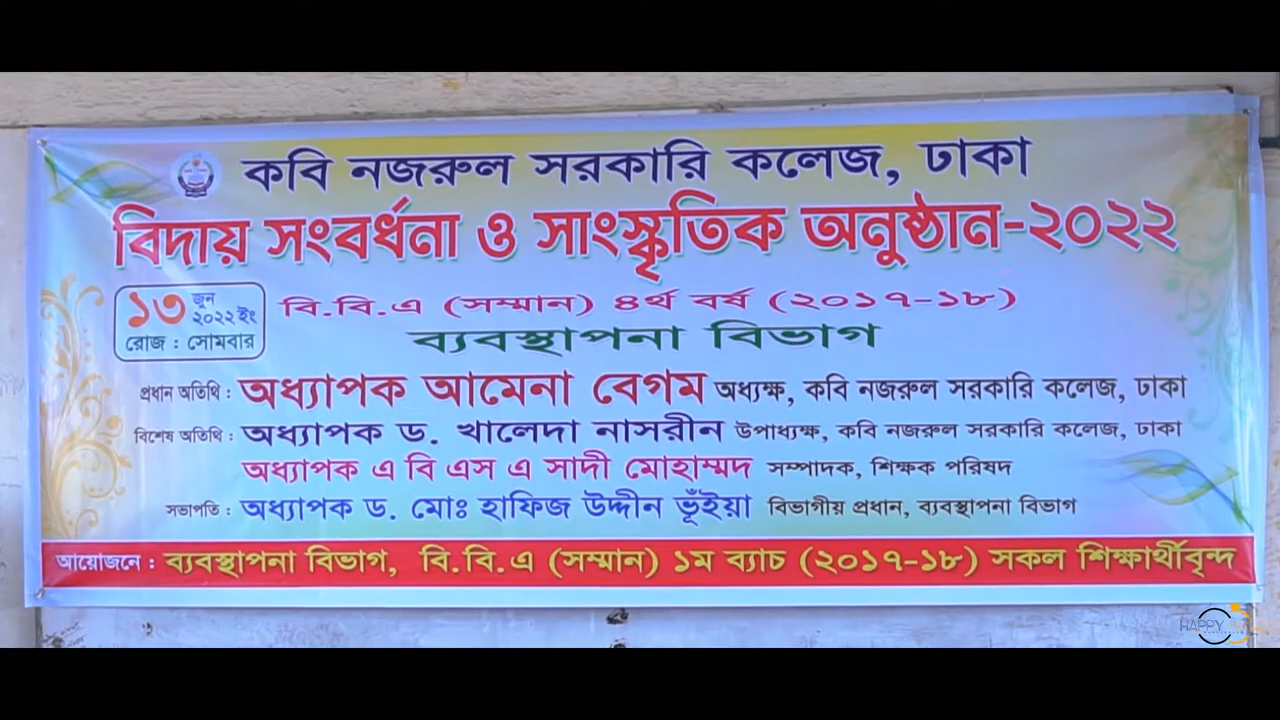 কবি নজরুল সরকারি কলেজ, ঢাকা
বিদায় সংবর্ধনা ও সাংস্কৃতিক অনুষ্ঠান-২০২২
১৩ জুন ২০২২ ইং
রোজ : সোমবার
বি.বি.এ (সম্মান) ৪র্থ বর্ষ (২০১৭-১৮)
ব্যবস্থাপনা বিভাগ
প্রধান অতিথি : অধ্যাপক আমেনা বেগম অধ্যক্ষ, কবি নজরুল সরকারি কলেজ, ঢাকা
বিশেষ অতিথি : অধ্যাপক ড. খালেদা নাসরীন উপাধ্যক্ষ, কবি নজরুল সরকারি কলেজ, ঢাকা
অধ্যাপক এ বি এস এ সাদী মোহাম্মদ সম্পাদক, শিক্ষক পরিষদ
সভাপতি : অধ্যাপক ড. মোঃ হাফিজ উদ্দীন ভূঁইয়া বিভাগীয় প্রধান, ব্যবস্থাপনা বিভাগ
আয়োজনে : ব্যবস্থাপনা বিভাগ, বি.বি.এ (সম্মান) ১ম ব্যাচ (২০১৭-১৮) সকল শিক্ষার্থীবৃন্দ
HAPPY